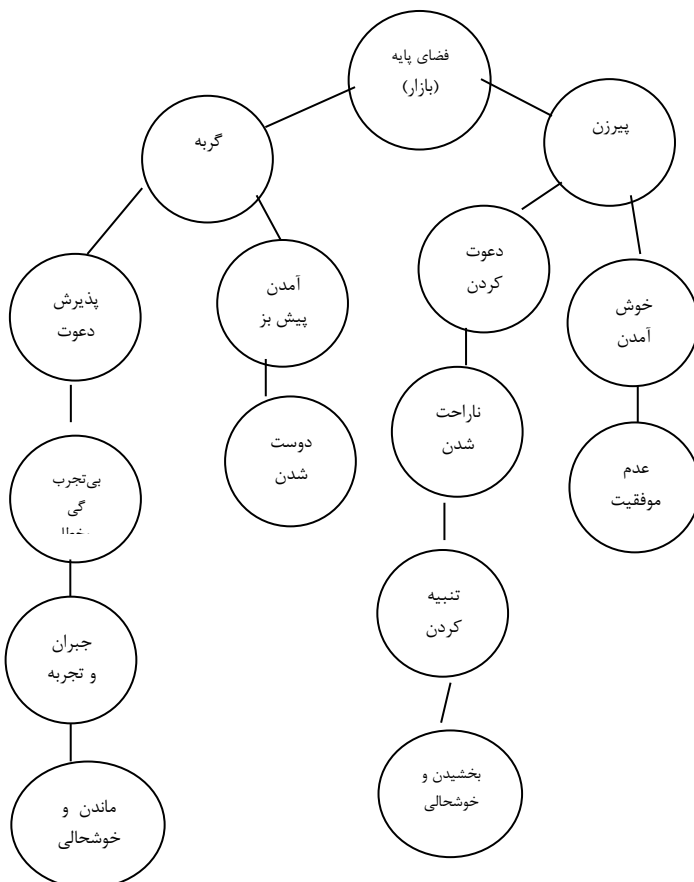 فضای پایه
(بازار)
پیرزن
گربه
دعوت
کردن
آمدن
پیش بز
پذیرش
دعوت
خوش
آمدن
ناراحت
شدن
دوست
شدن
عدم
موفقیت
بی‌تجرب
گی
تنبیه
کردن
جبران
و تجربه
بخشیدن و
خوشحالی
ماندن و
خوشحالی